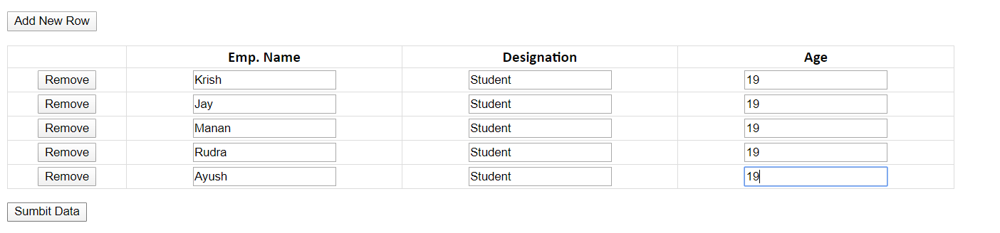 Add New Row
Emp. Name Designation Age
Remove Krish Student 19
Remove Jay Student 19
Remove Manan Student 19
Remove Rudra Student 19
Remove Ayush Student 19
Sumbit Data